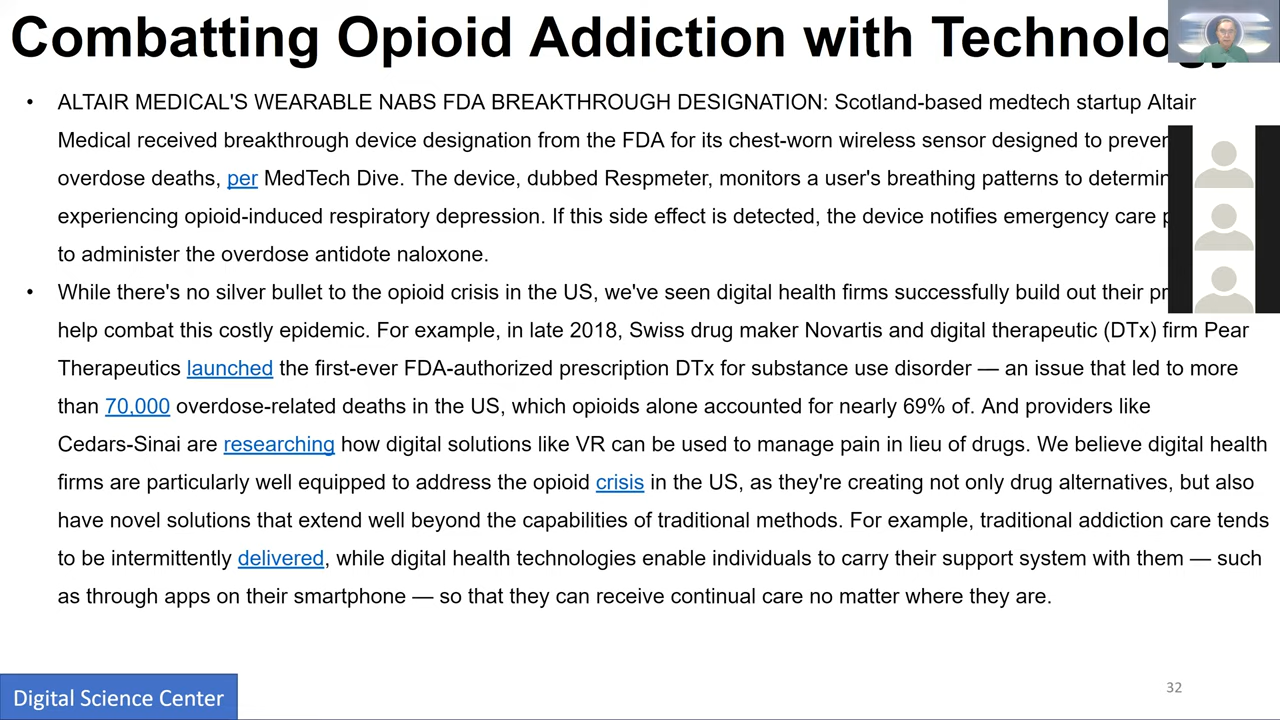 Combatting Opioid Addiction with Technology
• ALTAIR MEDICAL'S WEARABLE NABS FDA BREAKTHROUGH DESIGNATION: Scotland-based medtech startup Altair
Medical received breakthrough device designation from the FDA for its chest-worn wireless sensor designed to
overdose deaths, per MedTech Dive. The device, dubbed Respmeter, monitors a user's breathing patterns to
experiencing opioid-induced respiratory depression. If this side effect is detected, the device notifies emergency care
to administer the overdose antidote naloxone.
• While there's no silver bullet to the opioid crisis in the US, we've seen digital health firms successfully build out their
help combat this costly epidemic. For example, in late 2018, Swiss drug maker Novartis and digital therapeutic (DTx) firm Pear
Therapeutics launched the first-ever FDA-authorized prescription DTx for substance use disorder — an issue that led to more
than 70,000 overdose-related deaths in the US, which opioids alone accounted for nearly 69% of. And providers like
Cedars-Sinai are researching how digital solutions like VR can be used to manage pain in lieu of drugs. We believe digital health
firms are particularly well equipped to address the opioid crisis in the US, as they're creating not only drug alternatives, but also
have novel solutions that extend well beyond the capabilities of traditional methods. For example, traditional addiction care tends
to be intermittently delivered, while digital health technologies enable individuals to carry their support system with them — such
as through apps on their smartphone — so that they can receive continual care no matter where they are.
Digital Science Center
32